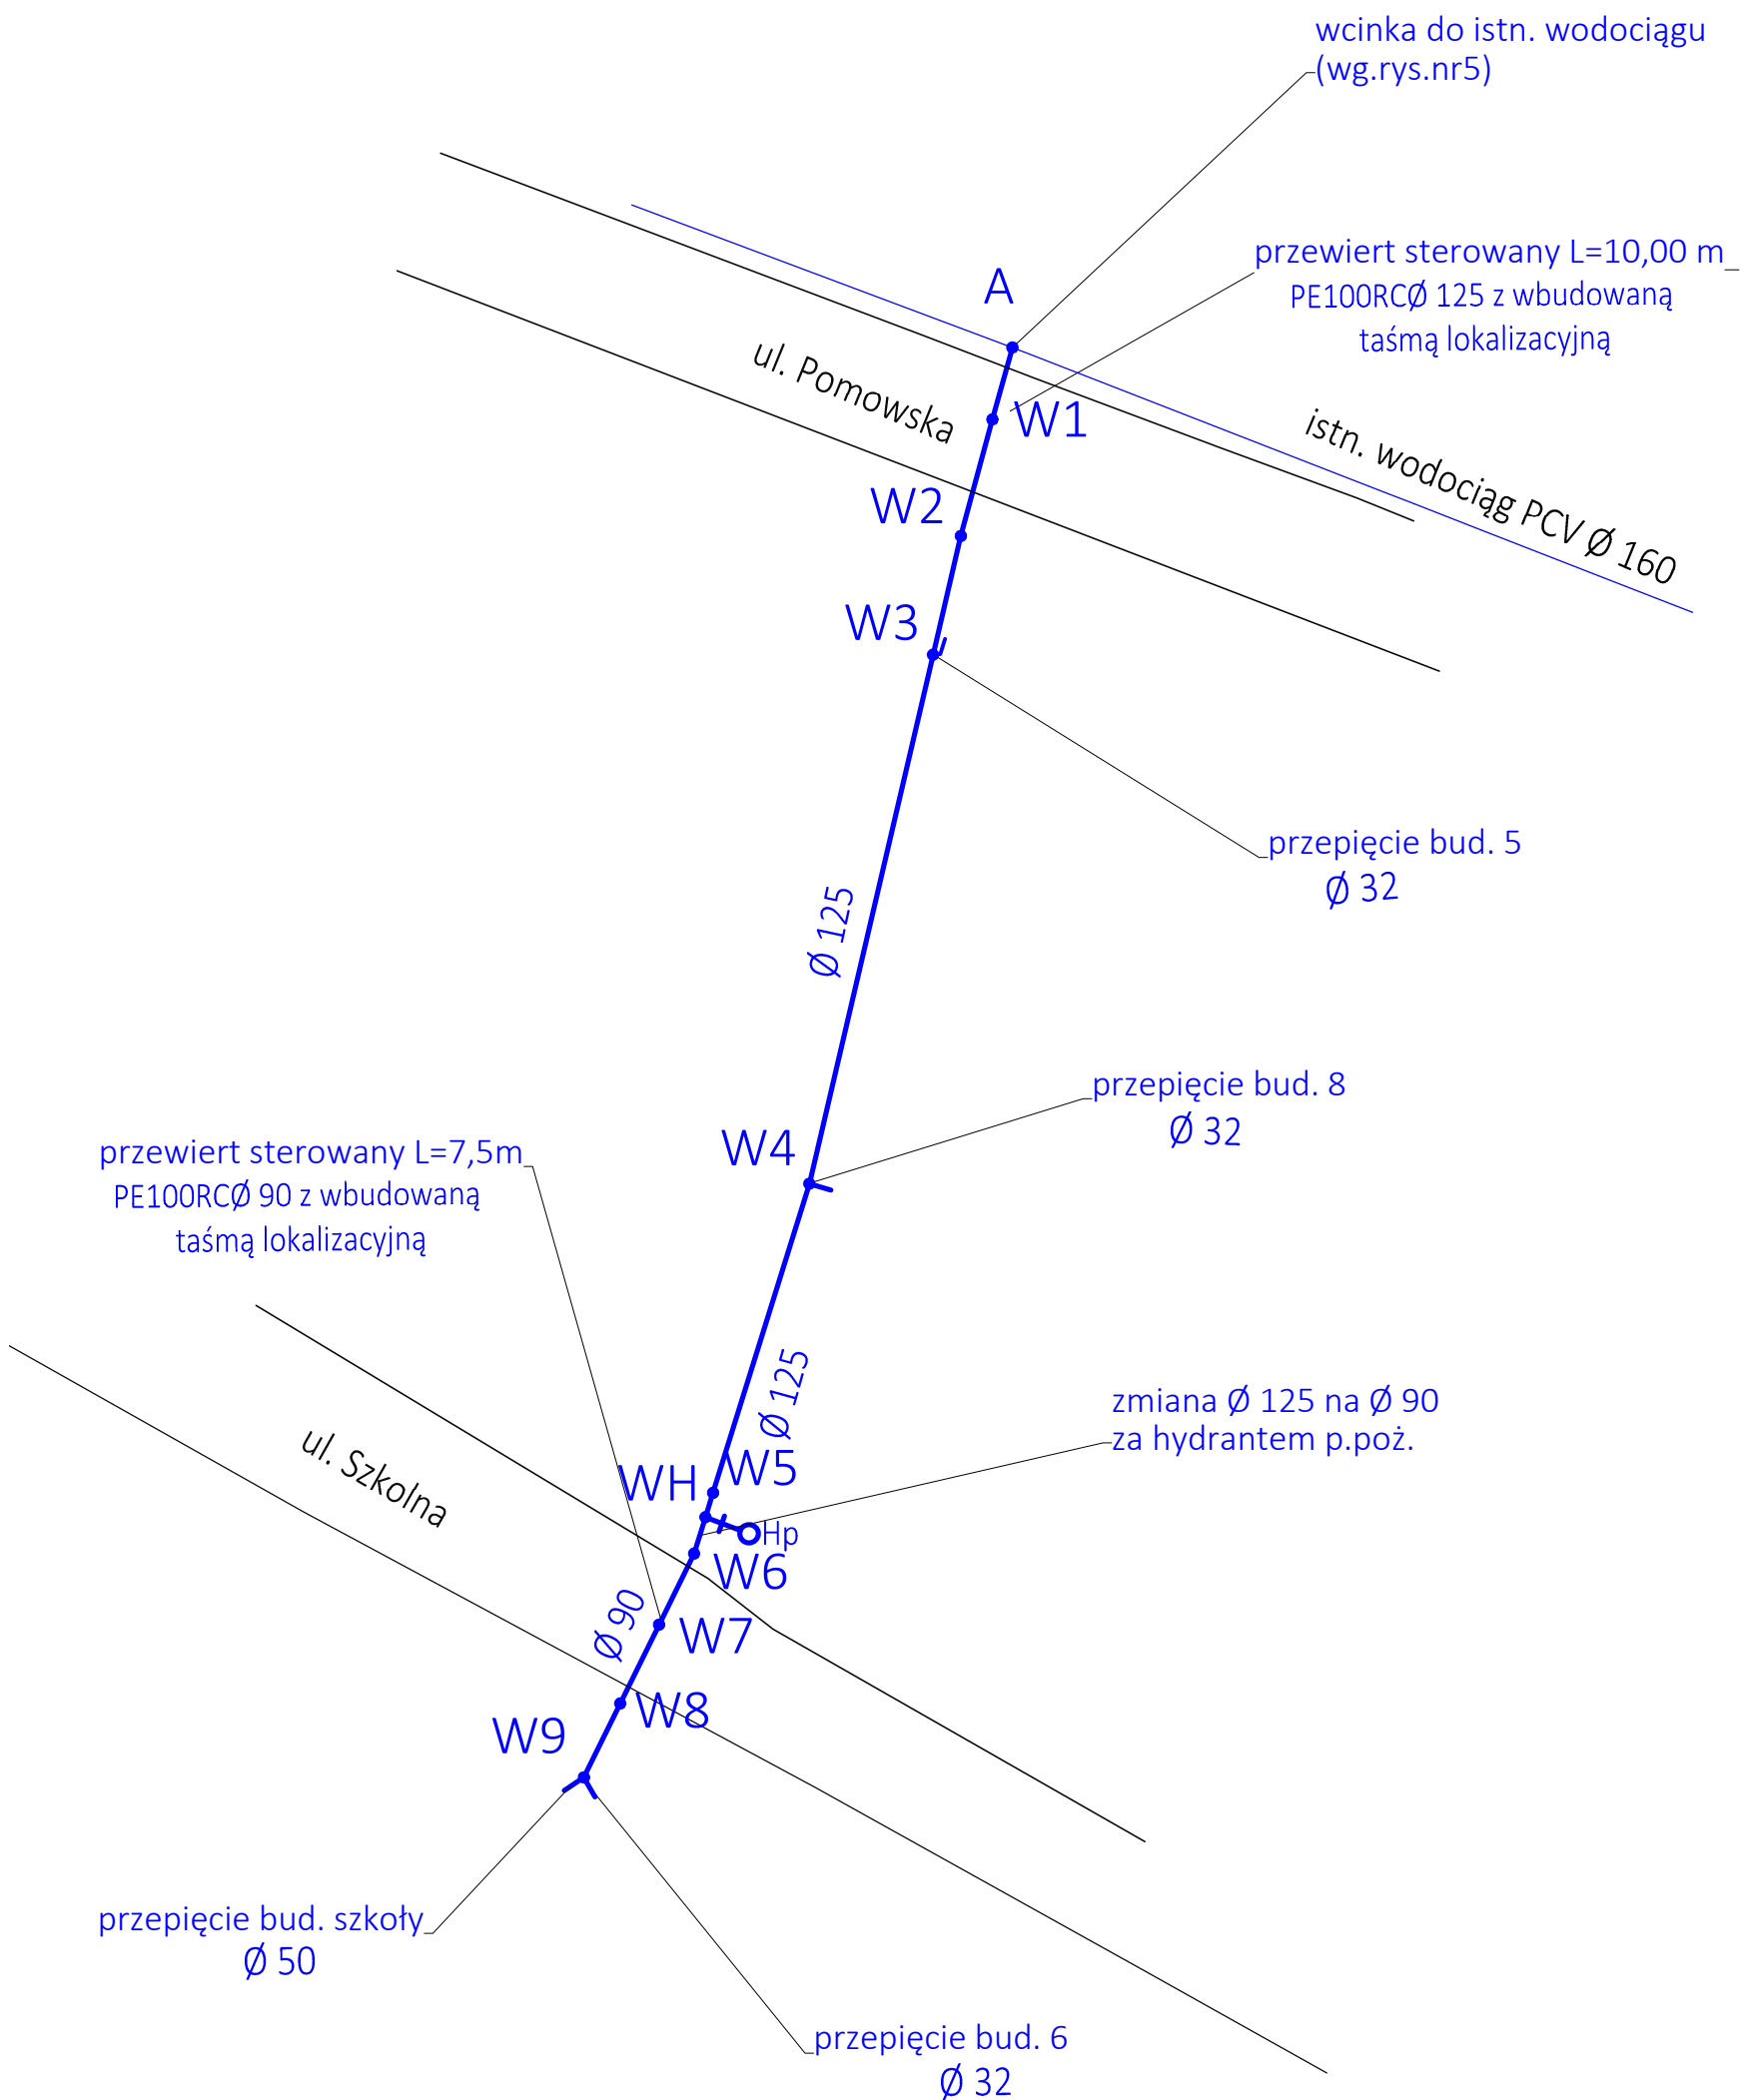 wcinka do istn. wodociągu
(wg.rys.nr5)
przewiert sterowany L=10,00 m
PE100RCØ 125 z wbudowaną
taśmą lokalizacyjną
A
ul. Pomowska
W1
istn. wodociąg PCV Ø 160
W2
W3
przepięcie bud. 5
Ø 32
Ø 125
przepięcie bud. 8
Ø 32
W4
przewiert sterowany L=7,5m
PE100RCØ 90 z wbudowaną
taśmą lokalizacyjną
Ø 125
zmiana Ø 125 na Ø 90
za hydrantem p.poż.
ul. Szkolna
W5
WH
Hp
W6
Ø 90
W7
W8
W9
przepięcie bud. szkoły
Ø 50
przepięcie bud. 6
Ø 32